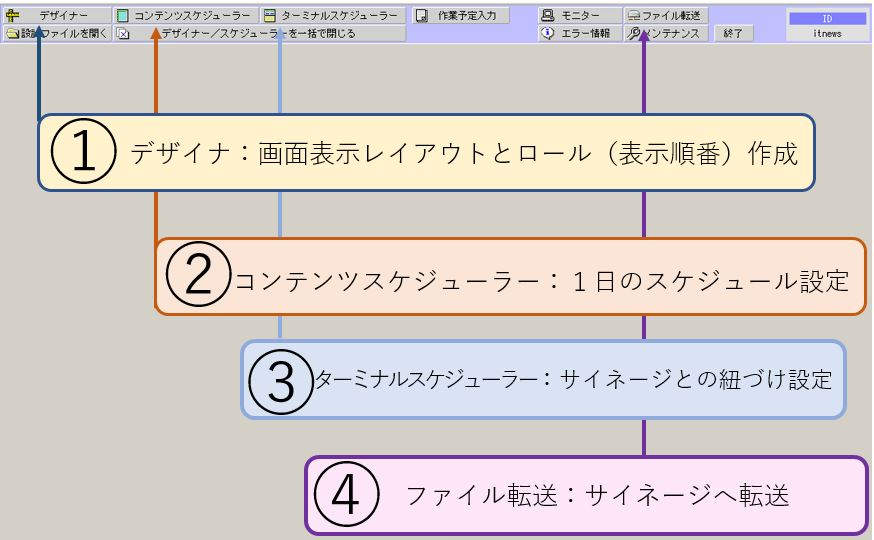 デザイナー コンテンツスケジューラー ターミナルスケジューラー 作業予定入力 モニター ファイル転送 ID
設計ファイルを開く デザイナー／スケジューラーを一括で閉じる エラー情報 メンテナンス 終了 itnews
① デザイナ：画面表示レイアウトとロール（表示順番）作成
② コンテンツスケジューラー：１日のスケジュール設定
③ ターミナルスケジューラー：サイネージとの紐づけ設定
④ ファイル転送：サイネージへ転送